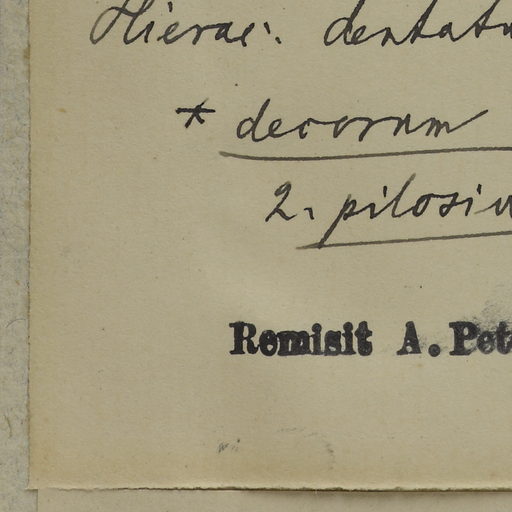 Hierac: dentatu
* decorum
2. pilosiu
Remisit A. Pet